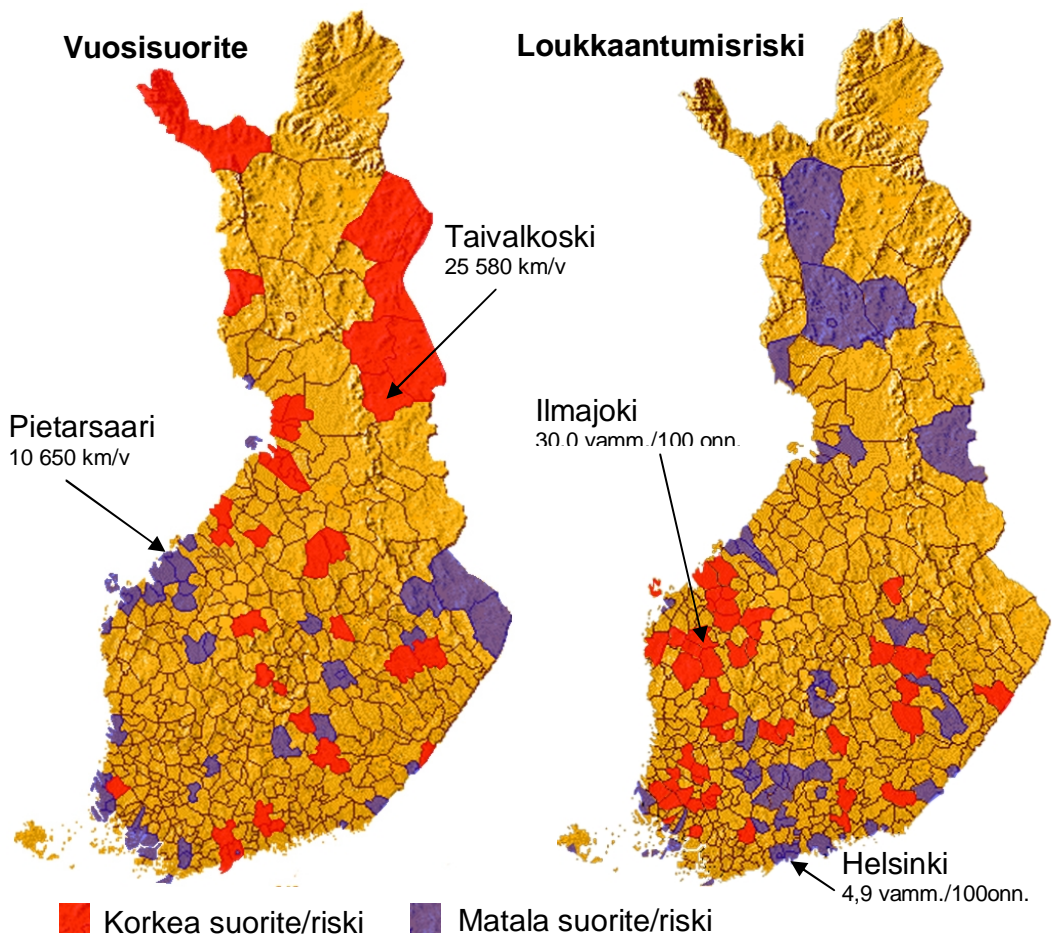 Vuosisuorite
Loukkaantumisriski
Taivalkoski
25 580 km/v
Pietarsaari
10 650 km/v
Ilmajoki
30.0 vamm./100 onn.
Helsinki
4,9 vamm./100onn.
Korkea suorite/riski
Matala suorite/riski